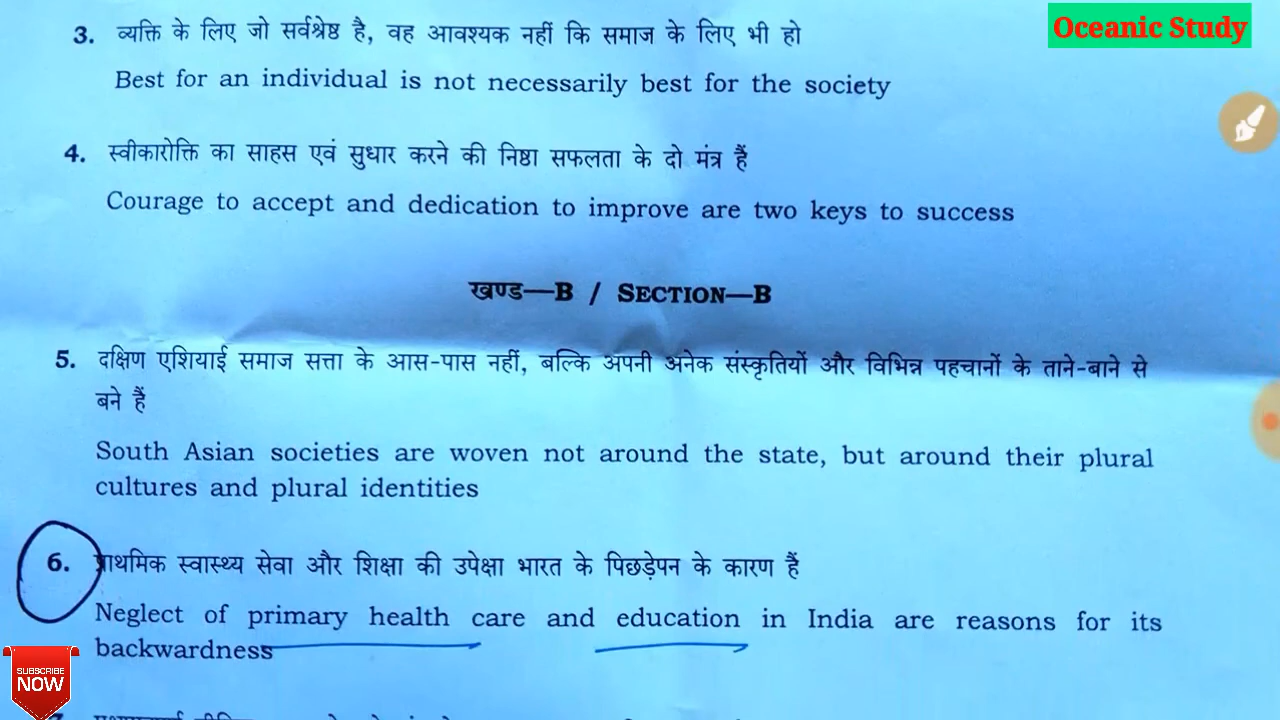 Oceanic Study
3. व्यक्ति के लिए जो सर्वश्रेष्ठ है, वह आवश्यक नहीं कि समाज के लिए भी हो
Best for an individual is not necessarily best for the society
4. स्वीकारोक्ति का साहस एवं सुधार करने की निष्ठा सफलता के दो मंत्र हैं
Courage to accept and dedication to improve are two keys to success
खण्ड—B / SECTION—B
5. दक्षिण एशियाई समाज सत्ता के आस-पास नहीं, बल्कि अपनी अनेक संस्कृतियों और विभिन्न पहचानों के ताने-बाने से
बने हैं
South Asian societies are woven not around the state, but around their plural
cultures and plural identities
6. प्राथमिक स्वास्थ्य सेवा और शिक्षा की उपेक्षा भारत के पिछड़ेपन के कारण हैं
Neglect of primary health care and education in India are reasons for its
backwardness
SUBSCRIBE
NOW